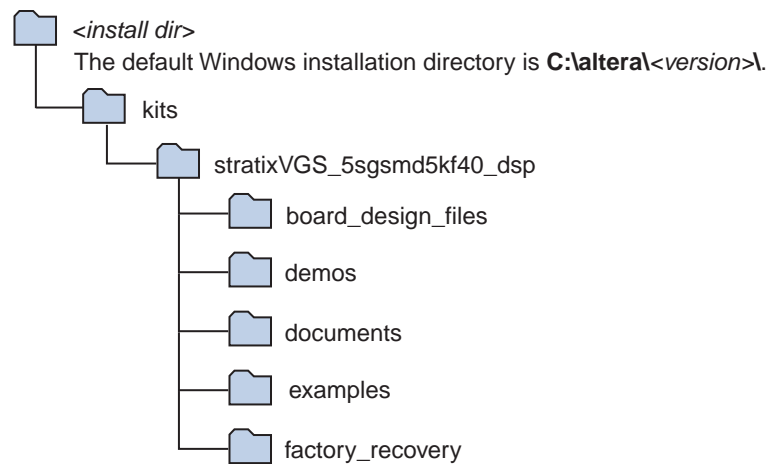 <install dir>
The default Windows installation directory is C:\altera\<version>\.
kits
stratixVGS_5sgsmd5kf40_dsp
board_design_files
demos
documents
examples
factory_recovery